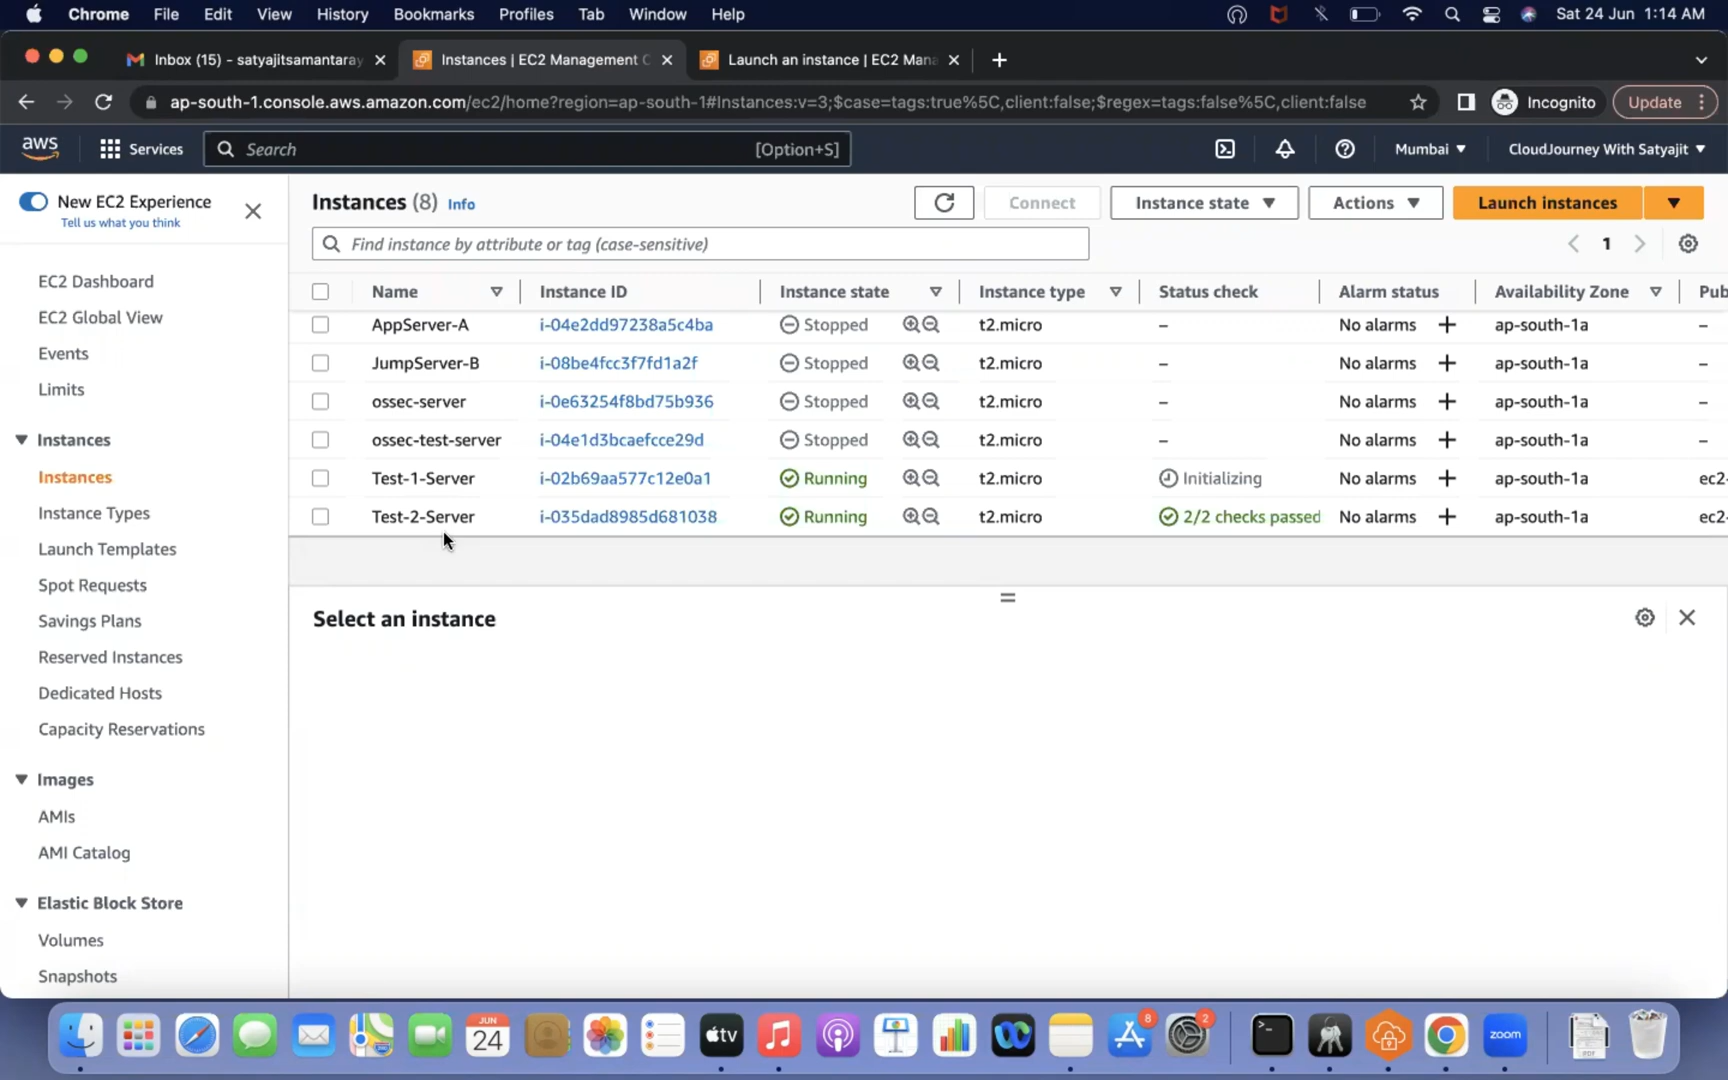 Chrome File Edit View History Bookmarks Profiles Tab Window Help Sat 24 Jun 1:14 AM
Inbox (15) - satyajitsamantaray Instances | EC2 Management C Launch an instance | EC2 Mana
ap-south-1.console.aws.amazon.com/ec2/home?region=ap-south-1#Instances:v=3;$case=tags:true%5C,client:false;$regex=tags:false%5C,client:false Incognito Update
aws Services Search [Option+S] Mumbai CloudJourney With Satyajit
New EC2 Experience
Tell us what you think
EC2 Dashboard
EC2 Global View
Events
Limits
Instances
Instances
Instance Types
Launch Templates
Spot Requests
Savings Plans
Reserved Instances
Dedicated Hosts
Capacity Reservations
Images
AMIs
AMI Catalog
Elastic Block Store
Volumes
Snapshots
Instances (8) Info Connect Instance state Actions Launch instances
Find instance by attribute or tag (case-sensitive) 1
Name Instance ID Instance state Instance type Status check Alarm status Availability Zone Pub
AppServer-A i-04e2dd97238a5c4ba Stopped t2.micro – No alarms + ap-south-1a –
JumpServer-B i-08be4fcc3f7fd1a2f Stopped t2.micro – No alarms + ap-south-1a –
ossec-server i-0e63254f8bd75b936 Stopped t2.micro – No alarms + ap-south-1a –
ossec-test-server i-04e1d3bcaefcce29d Stopped t2.micro – No alarms + ap-south-1a –
Test-1-Server i-02b69aa577c12e0a1 Running t2.micro Initializing No alarms + ap-south-1a ec2-
Test-2-Server i-035dad8985d681038 Running t2.micro 2/2 checks passed No alarms + ap-south-1a ec2-
Select an instance
JUN
24
tv
8
2
zoom
PDF